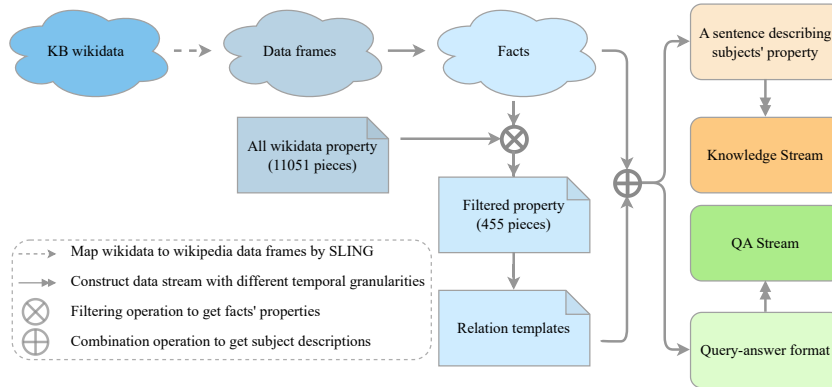 KB wikidata
Data frames
Facts
A sentence describing
subjects' property
All wikidata property
(11051 pieces)
Knowledge Stream
Filtered property
(455 pieces)
QA Stream
Map wikidata to wikipedia data frames by SLING
Construct data stream with different temporal granularities
Filtering operation to get facts' properties
Combination operation to get subject descriptions
Relation templates
Query-answer format